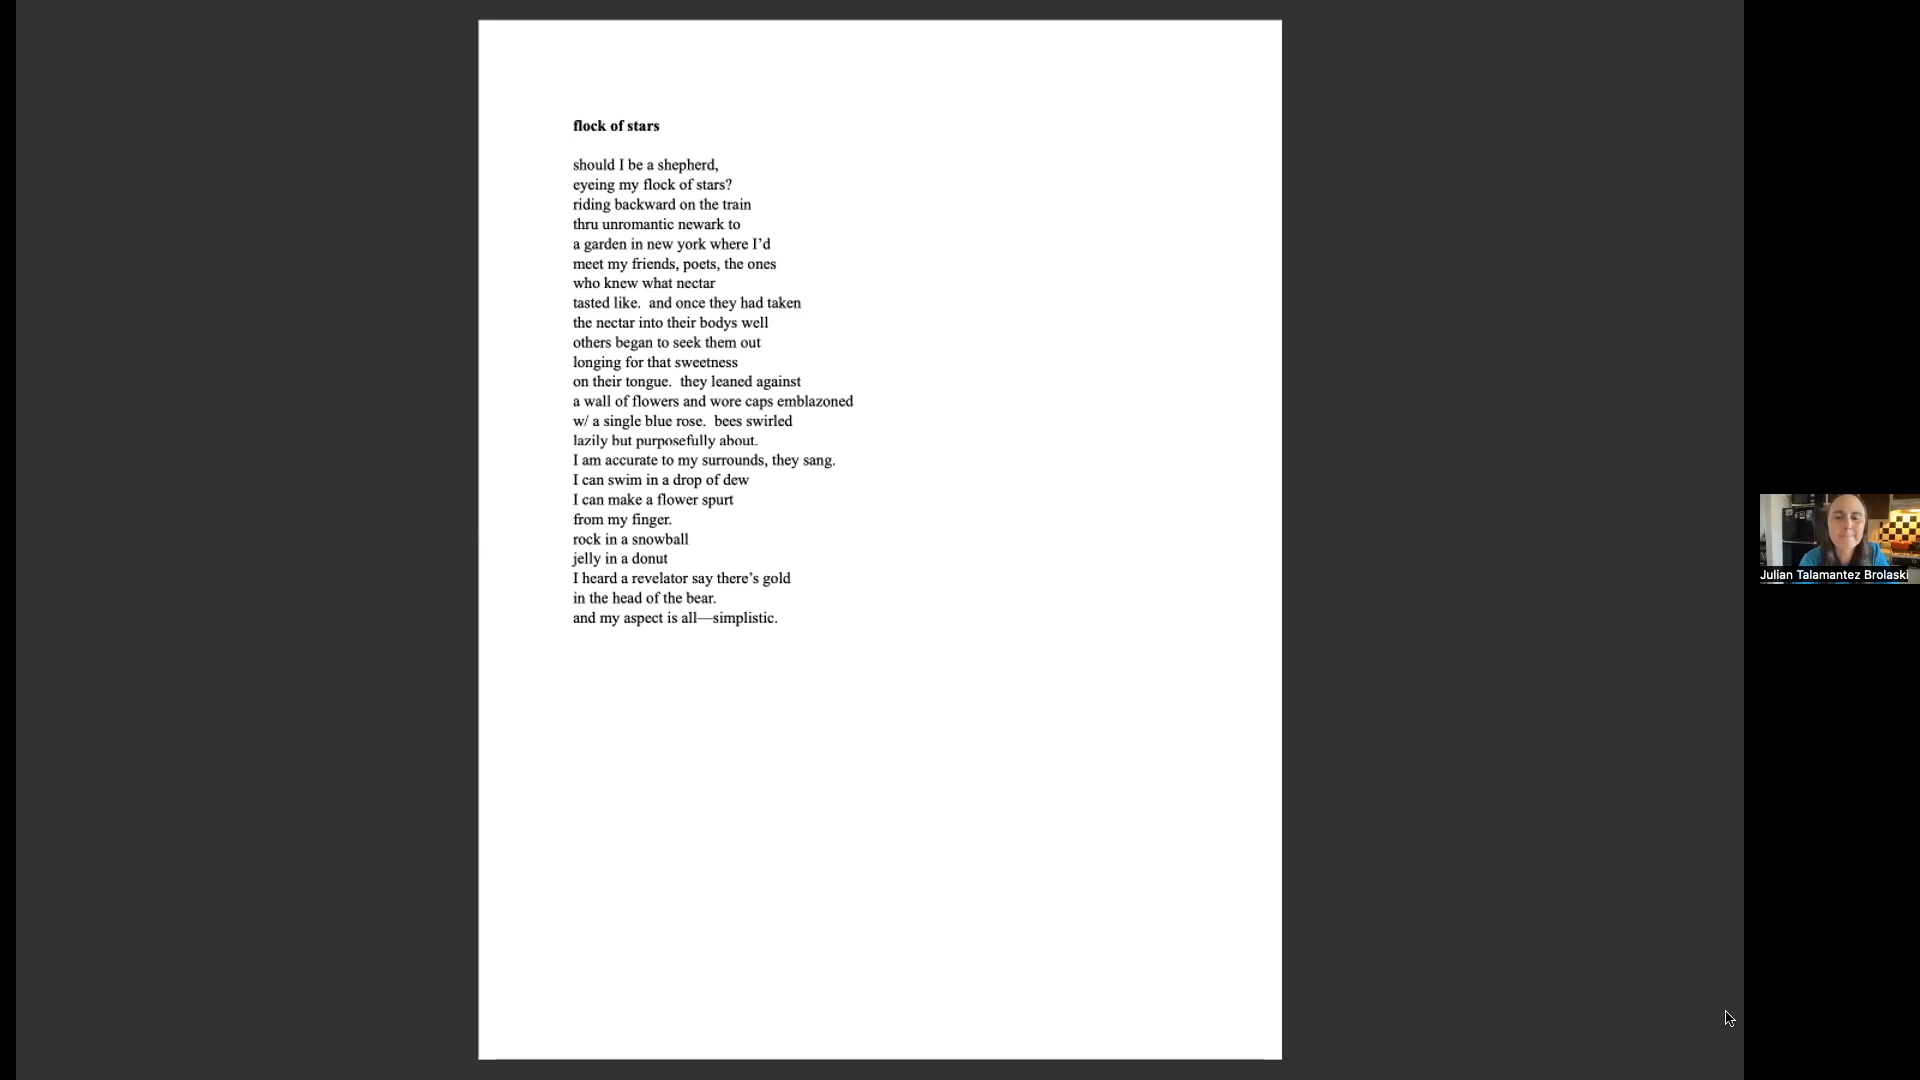 flock of stars
should I be a shepherd,
eyeing my flock of stars?
riding backward on the train
thru unromantic newark to
a garden in new york where I’d
meet my friends, poets, the ones
who knew what nectar
tasted like.  and once they had taken
the nectar into their bodys well
others began to seek them out
longing for that sweetness
on their tongue.  they leaned against
a wall of flowers and wore caps emblazoned
w/ a single blue rose.  bees swirled
lazily but purposefully about.
I am accurate to my surrounds, they sang.
I can swim in a drop of dew
I can make a flower spurt
from my finger.
rock in a snowball
jelly in a donut
I heard a revelator say there’s gold
in the head of the bear.
and my aspect is all—simplistic.
Julian Talamantez Brolaski